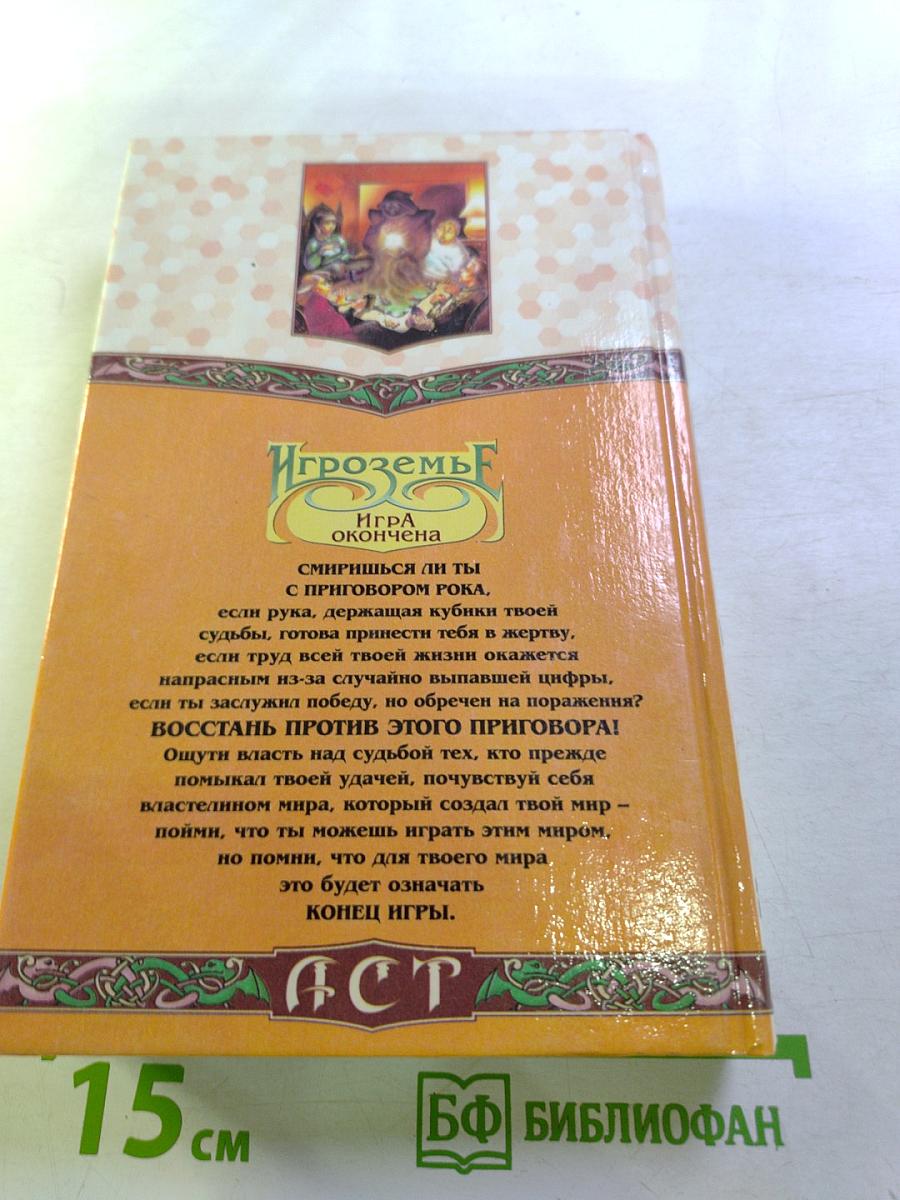 ИГРОЗЕМЬЕ
ИГРА
ОКОНЧЕНА
СМИРИШЬСЯ ЛИ ТЫ
С ПРИГОВОРОМ РОКА,
если рука, держащая кубики твоей
судьбы, готова принести тебя в жертву,
если труд всей твоей жизни окажется
напрасным из-за случайно выпавшей цифры,
если ты заслужил победу, но обречен на поражения?
ВОССТАНЬ ПРОТИВ ЭТОГО ПРИГОВОРА!
Ощути власть над судьбой тех, кто прежде
помыкал твоей удачей, почувствуй себя
властелином мира, который создал твой мир –
пойми, что ты можешь играть этим миром,
но помни, что для твоего мира
это будет означать
КОНЕЦ ИГРЫ.
АСТ
15 см
БФ БИБЛИОФАН